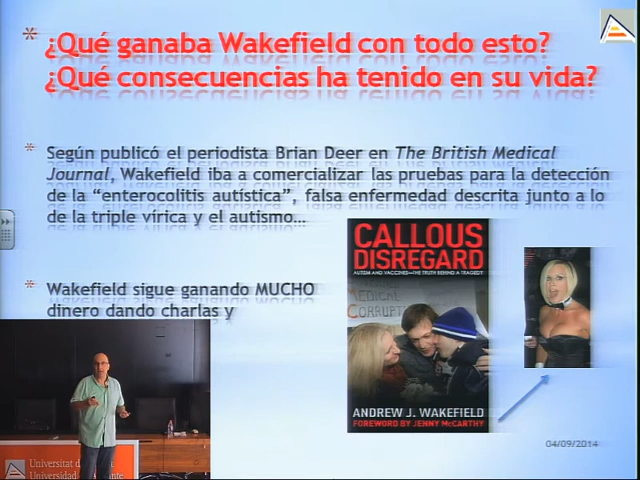 ¿Qué ganaba Wakefield con todo esto?
¿Qué consecuencias ha tenido en su vida?
Según publicó el periodista Brian Deer en The British Medical
Journal, Wakefield iba a comercializar las pruebas para la detección
de la “enterocolitis autística”, falsa enfermedad descrita junto a lo
de la triple vírica y el autismo…
Wakefield sigue ganando MUCHO
dinero dando charlas y
CALLOUS
DISREGARD
AUTISM AND VACCINES—THE TRUTH BEHIND A TRAGEDY
MEDICAL
ANDREW J. WAKEFIELD
FOREWORD BY JENNY McCARTHY
04/09/2014
Universitat d
Universidad